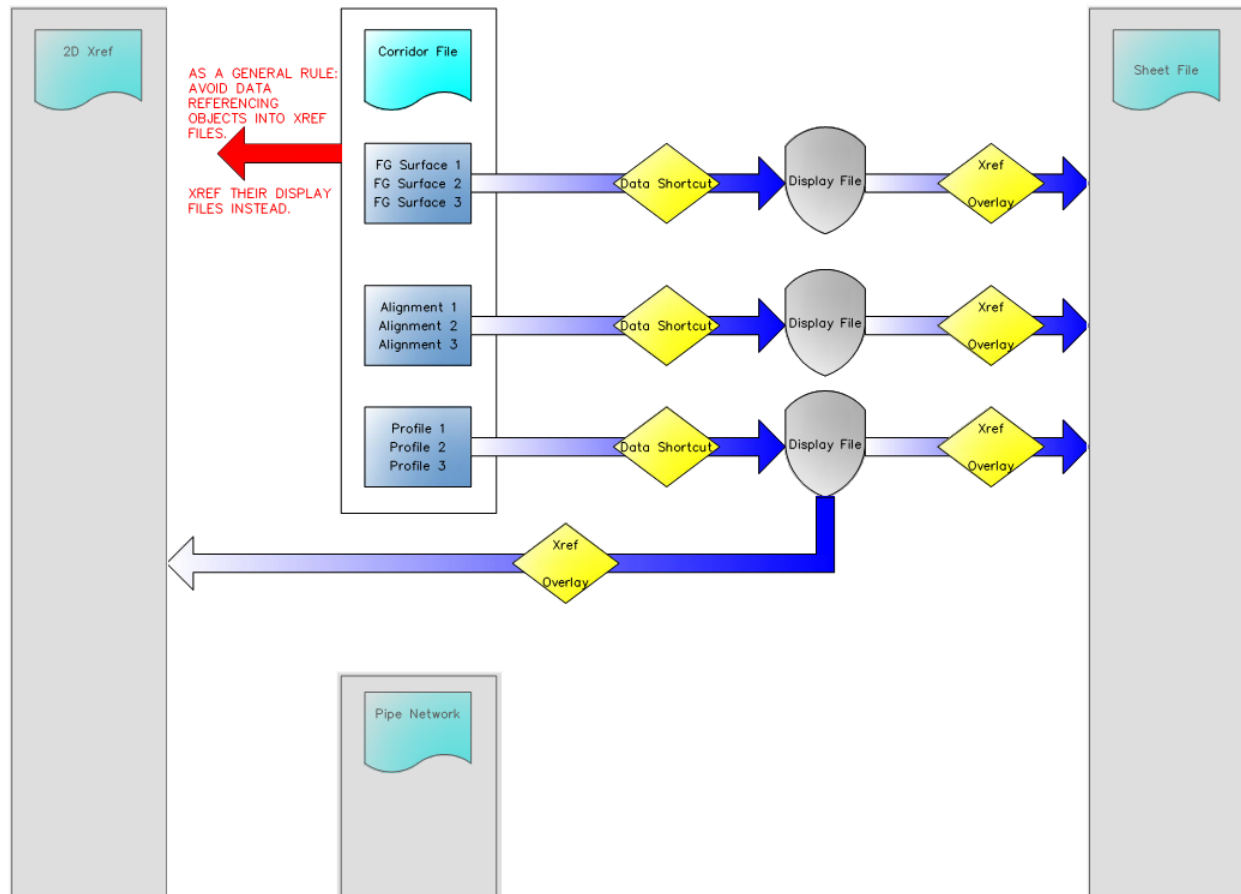 2D Xref
AS A GENERAL RULE:
AVOID DATA
REFERENCING
OBJECTS INTO XREF
FILES.
XREF THEIR DISPLAY
FILES INSTEAD.
Corridor File
Sheet File
FG Surface 1
FG Surface 2
FG Surface 3
Data Shortcut
Display File
Xref
Overlay
Alignment 1
Alignment 2
Alignment 3
Data Shortcut
Display File
Xref
Overlay
Profile 1
Profile 2
Profile 3
Data Shortcut
Display File
Xref
Overlay
Xref
Overlay
Pipe Network